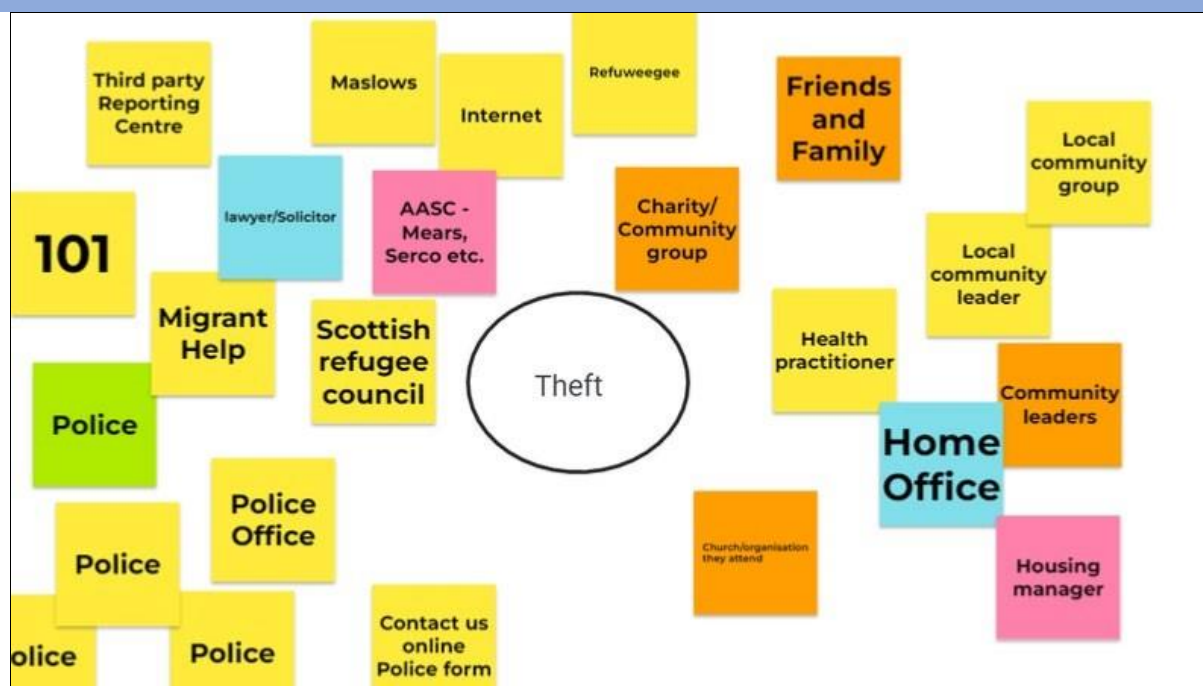 Third party
Reporting
Centre
Maslows
Internet
Refuweegee
Friends
and
Family
Local
community
group
101
lawyer/Solicitor
AASC -
Mears,
Serco etc.
Charity/
Community
group
Local
community
leader
Migrant
Help
Scottish
refugee
council
Theft
Health
practitioner
Community
leaders
Police
Home
Office
Police
Office
Church/organisation
they attend
Police
Housing
manager
olice
Police
Contact us
online
Police form